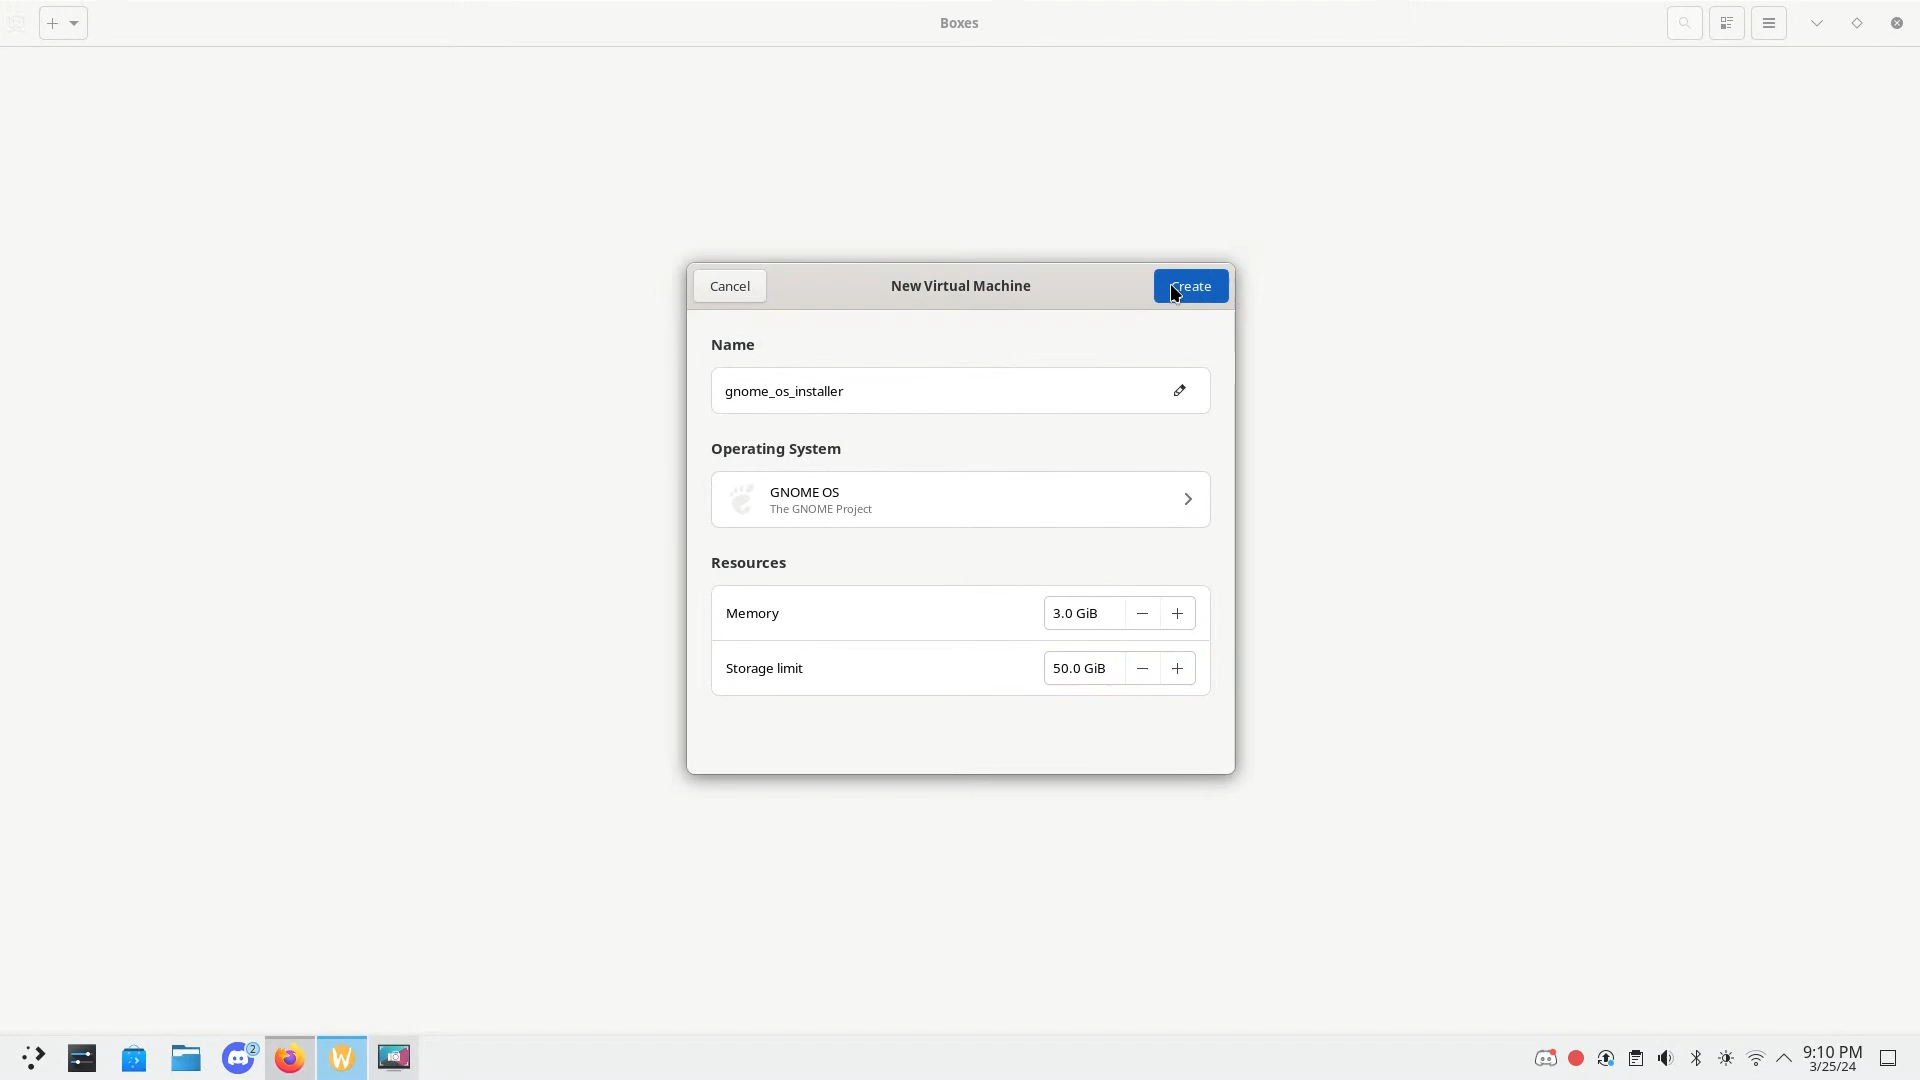 Boxes
Cancel
New Virtual Machine
Create
Name
gnome_os_installer
Operating System
GNOME OS
The GNOME Project
Resources
Memory
3.0 GiB
Storage limit
50.0 GiB
2
W
9:10 PM
3/25/24